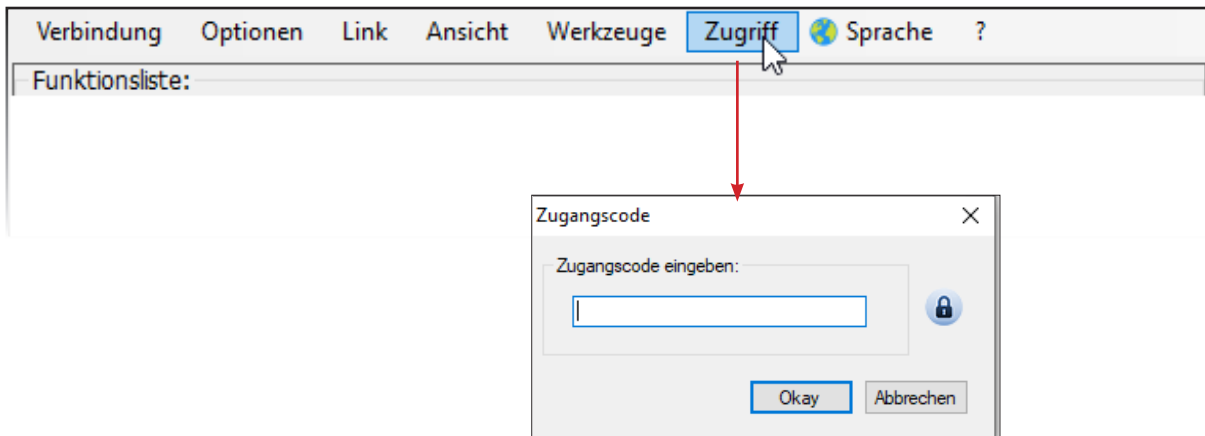 Verbindung Optionen Link Ansicht Werkzeuge Zugriff Sprache ?
Funktionsliste:
Zugangscode
Zugangscode eingeben:
Okay Abbrechen